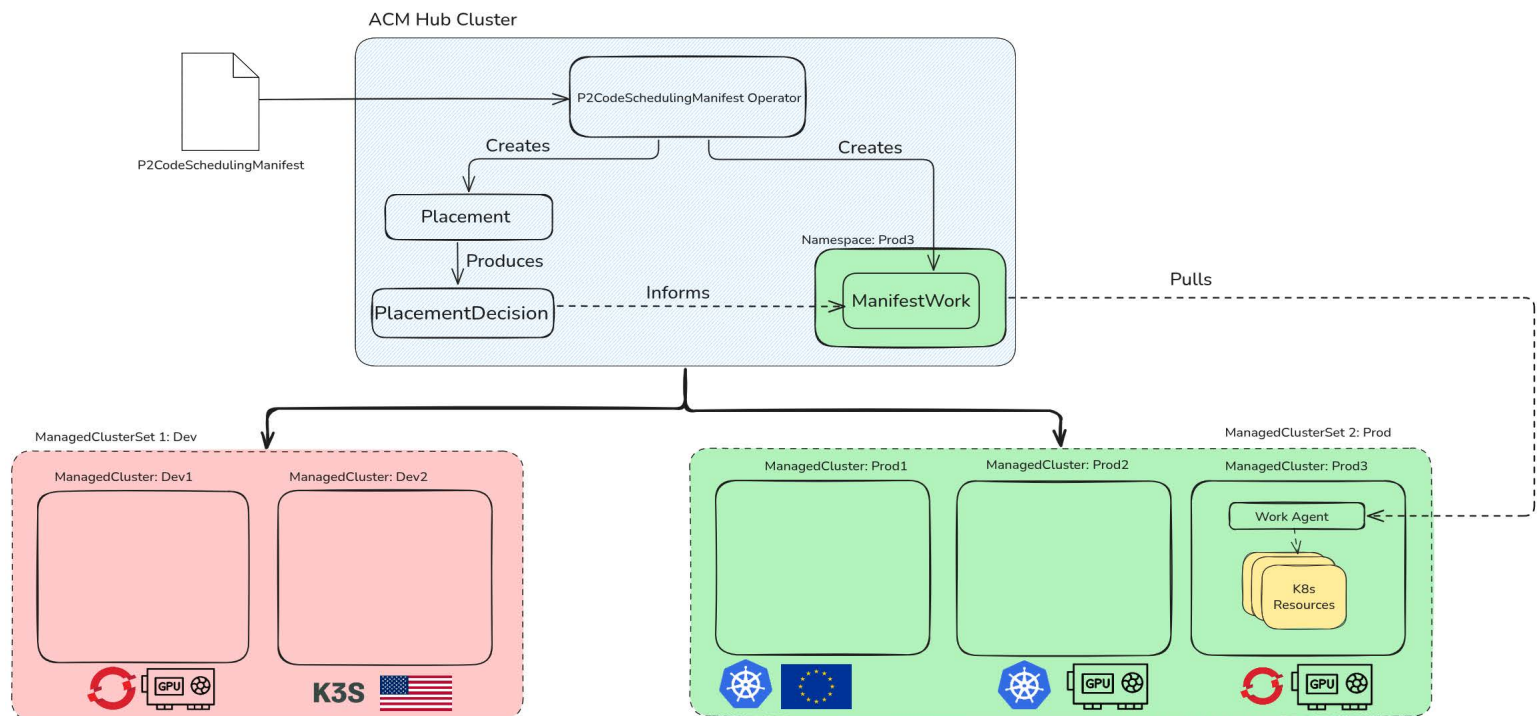 ACM Hub Cluster
P2CodeSchedulingManifest Operator
P2CodeSchedulingManifest
Creates
Creates
Placement
Namespace: Prod3
Produces
Informs
ManifestWork
PlacementDecision
Pulls
ManagedClusterSet 1: Dev
ManagedClusterSet 2: Prod
ManagedCluster: Dev1
ManagedCluster: Dev2
ManagedCluster: Prod1
ManagedCluster: Prod2
ManagedCluster: Prod3
Work Agent
K8s
Resources
GPU
K3S
GPU
GPU